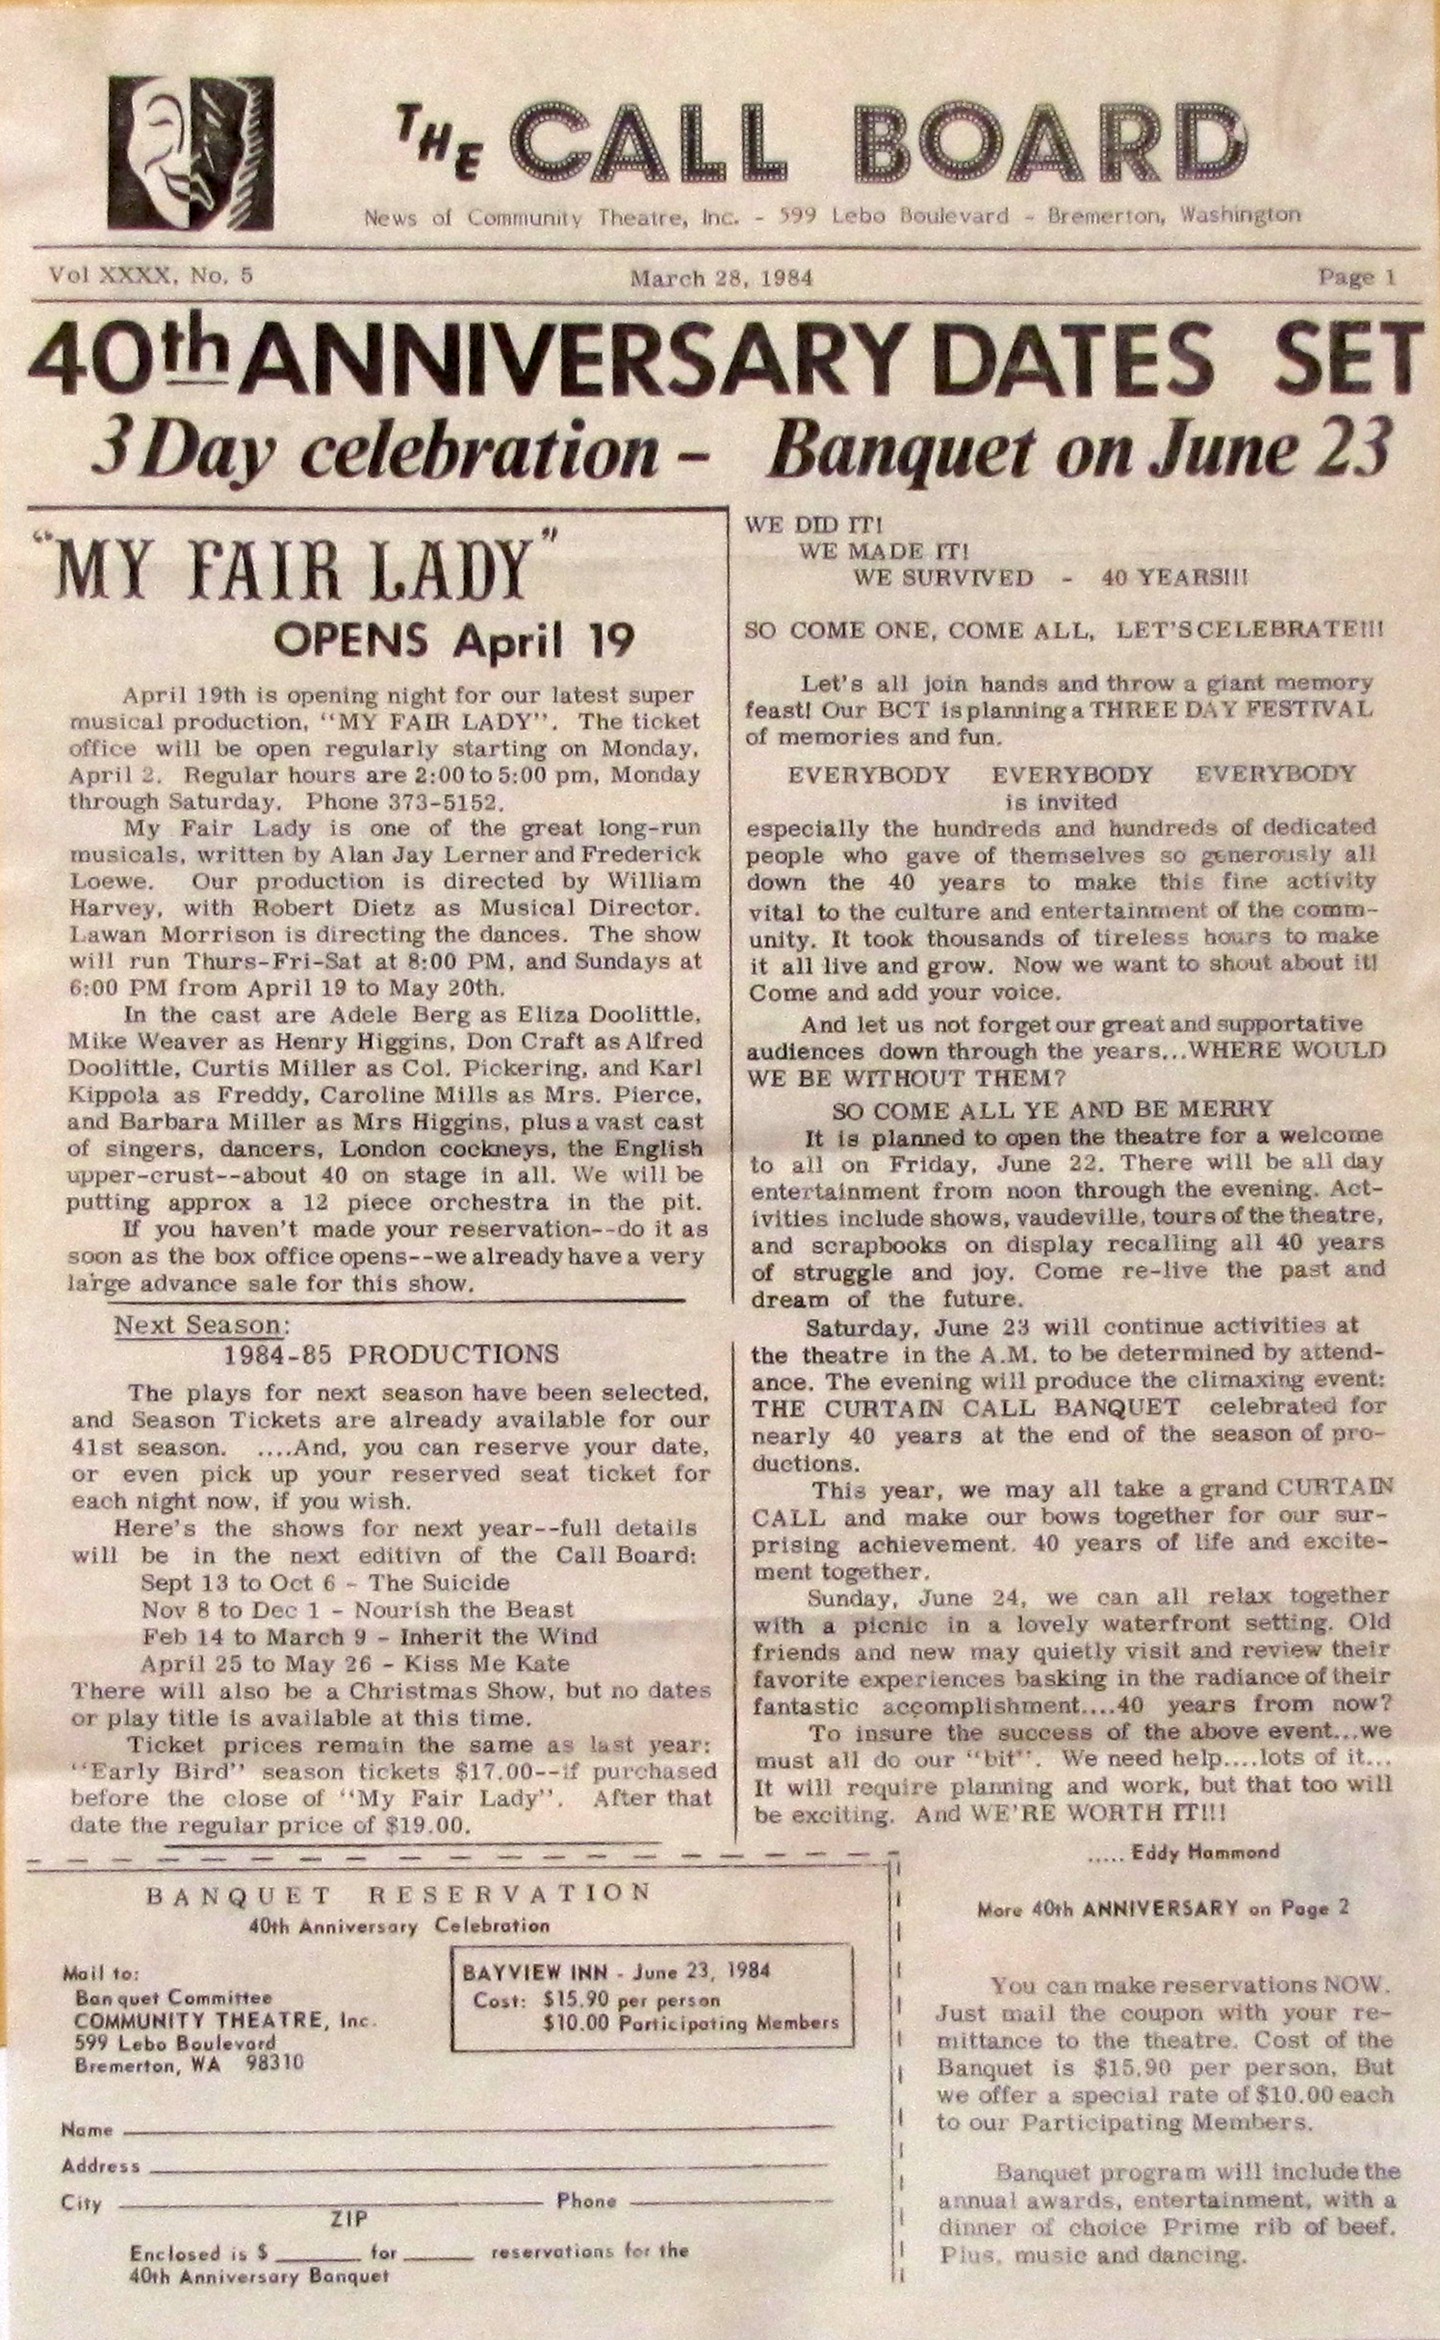 THE CALL BOARD
News of Community Theatre, Inc. - 599 Lebo Boulevard - Bremerton, Washington
Vol XXXX, No. 5 March 28, 1984 Page 1
40th ANNIVERSARY DATES SET
3 Day celebration - Banquet on June 23
"MY FAIR LADY"
OPENS April 19
April 19th is opening night for our latest super
musical production, "MY FAIR LADY". The ticket
office will be open regularly starting on Monday,
April 2. Regular hours are 2:00 to 5:00 pm, Monday
through Saturday. Phone 373-5152.
My Fair Lady is one of the great long-run
musicals, written by Alan Jay Lerner and Frederick
Loewe. Our production is directed by William
Harvey, with Robert Dietz as Musical Director.
Lawan Morrison is directing the dances. The show
will run Thurs-Fri-Sat at 8:00 PM, and Sundays at
6:00 PM from April 19 to May 20th.
In the cast are Adele Berg as Eliza Doolittle,
Mike Weaver as Henry Higgins, Don Craft as Alfred
Doolittle, Curtis Miller as Col. Pickering, and Karl
Kippola as Freddy, Caroline Mills as Mrs. Pierce,
and Barbara Miller as Mrs Higgins, plus a vast cast
of singers, dancers, London cockneys, the English
upper-crust--about 40 on stage in all. We will be
putting approx a 12 piece orchestra in the pit.
If you haven't made your reservation--do it as
soon as the box office opens--we already have a very
large advance sale for this show.
Next Season:
1984-85 PRODUCTIONS
The plays for next season have been selected,
and Season Tickets are already available for our
41st season. ....And, you can reserve your date,
or even pick up your reserved seat ticket for
each night now, if you wish.
Here's the shows for next year--full details
will be in the next editivn of the Call Board:
Sept 13 to Oct 6 - The Suicide
Nov 8 to Dec 1 - Nourish the Beast
Feb 14 to March 9 - Inherit the Wind
April 25 to May 26 - Kiss Me Kate
There will also be a Christmas Show, but no dates
or play title is available at this time.
Ticket prices remain the same as last year:
"Early Bird" season tickets $17.00--if purchased
before the close of "My Fair Lady". After that
date the regular price of $19.00.
WE DID IT!
WE MADE IT!
WE SURVIVED - 40 YEARS!!!
SO COME ONE, COME ALL, LET'S CELEBRATE!!!
Let's all join hands and throw a giant memory
feast! Our BCT is planning a THREE DAY FESTIVAL
of memories and fun.
EVERYBODY EVERYBODY EVERYBODY
is invited
especially the hundreds and hundreds of dedicated
people who gave of themselves so generously all
down the 40 years to make this fine activity
vital to the culture and entertainment of the comm-
unity. It took thousands of tireless hours to make
it all live and grow. Now we want to shout about it!
Come and add your voice.
And let us not forget our great and supportative
audiences down through the years...WHERE WOULD
WE BE WITHOUT THEM?
SO COME ALL YE AND BE MERRY
It is planned to open the theatre for a welcome
to all on Friday, June 22. There will be all day
entertainment from noon through the evening. Act-
ivities include shows, vaudeville, tours of the theatre,
and scrapbooks on display recalling all 40 years
of struggle and joy. Come re-live the past and
dream of the future.
Saturday, June 23 will continue activities at
the theatre in the A.M. to be determined by attend-
ance. The evening will produce the climaxing event:
THE CURTAIN CALL BANQUET celebrated for
nearly 40 years at the end of the season of pro-
ductions.
This year, we may all take a grand CURTAIN
CALL and make our bows together for our sur-
prising achievement. 40 years of life and excite-
ment together.
Sunday, June 24, we can all relax together
with a picnic in a lovely waterfront setting. Old
friends and new may quietly visit and review their
favorite experiences basking in the radiance of their
fantastic accomplishment....40 years from now?
To insure the success of the above event...we
must all do our "bit". We need help....lots of it...
It will require planning and work, but that too will
be exciting. And WE'RE WORTH IT!!!
..... Eddy Hammond
More 40th ANNIVERSARY on Page 2
You can make reservations NOW.
Just mail the coupon with your re-
mittance to the theatre. Cost of the
Banquet is $15.90 per person, But
we offer a special rate of $10.00 each
to our Participating Members.
Banquet program will include the
annual awards, entertainment, with a
dinner of choice Prime rib of beef.
Plus, music and dancing.
BANQUET RESERVATION
40th Anniversary Celebration
Mail to:
Banquet Committee
COMMUNITY THEATRE, Inc.
599 Lebo Boulevard
Bremerton, WA 98310
BAYVIEW INN - June 23, 1984
Cost: $15.90 per person
$10.00 Participating Members
Name
Address
City Phone
ZIP
Enclosed is $ for reservations for the
40th Anniversary Banquet